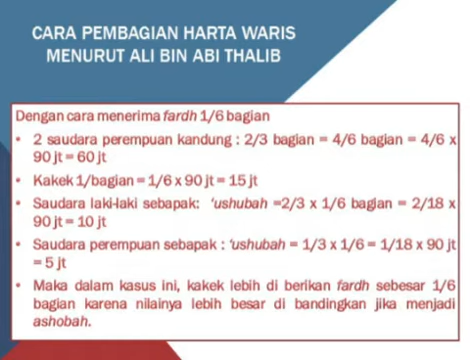 CARA PEMBAGIAN HARTA WARIS
MENURUT ALI BIN ABI THALIB
Dengan cara menerima fardh 1/6 bagian
• 2 saudara perempuan kandung : 2/3 bagian = 4/6 bagian = 4/6 x
90 jt = 60 jt
• Kakek 1/bagian = 1/6 x 90 jt = 15 jt
• Saudara laki-laki sebapak: ‘ushubah =2/3 x 1/6 bagian = 2/18 x
90 jt = 10 jt
• Saudara perempuan sebapak : ‘ushubah = 1/3 x 1/6 = 1/18 x 90 jt
= 5 jt
• Maka dalam kasus ini, kakek lebih di berikan fardh sebesar 1/6
bagian karena nilainya lebih besar di bandingkan jika menjadi
ashobah.